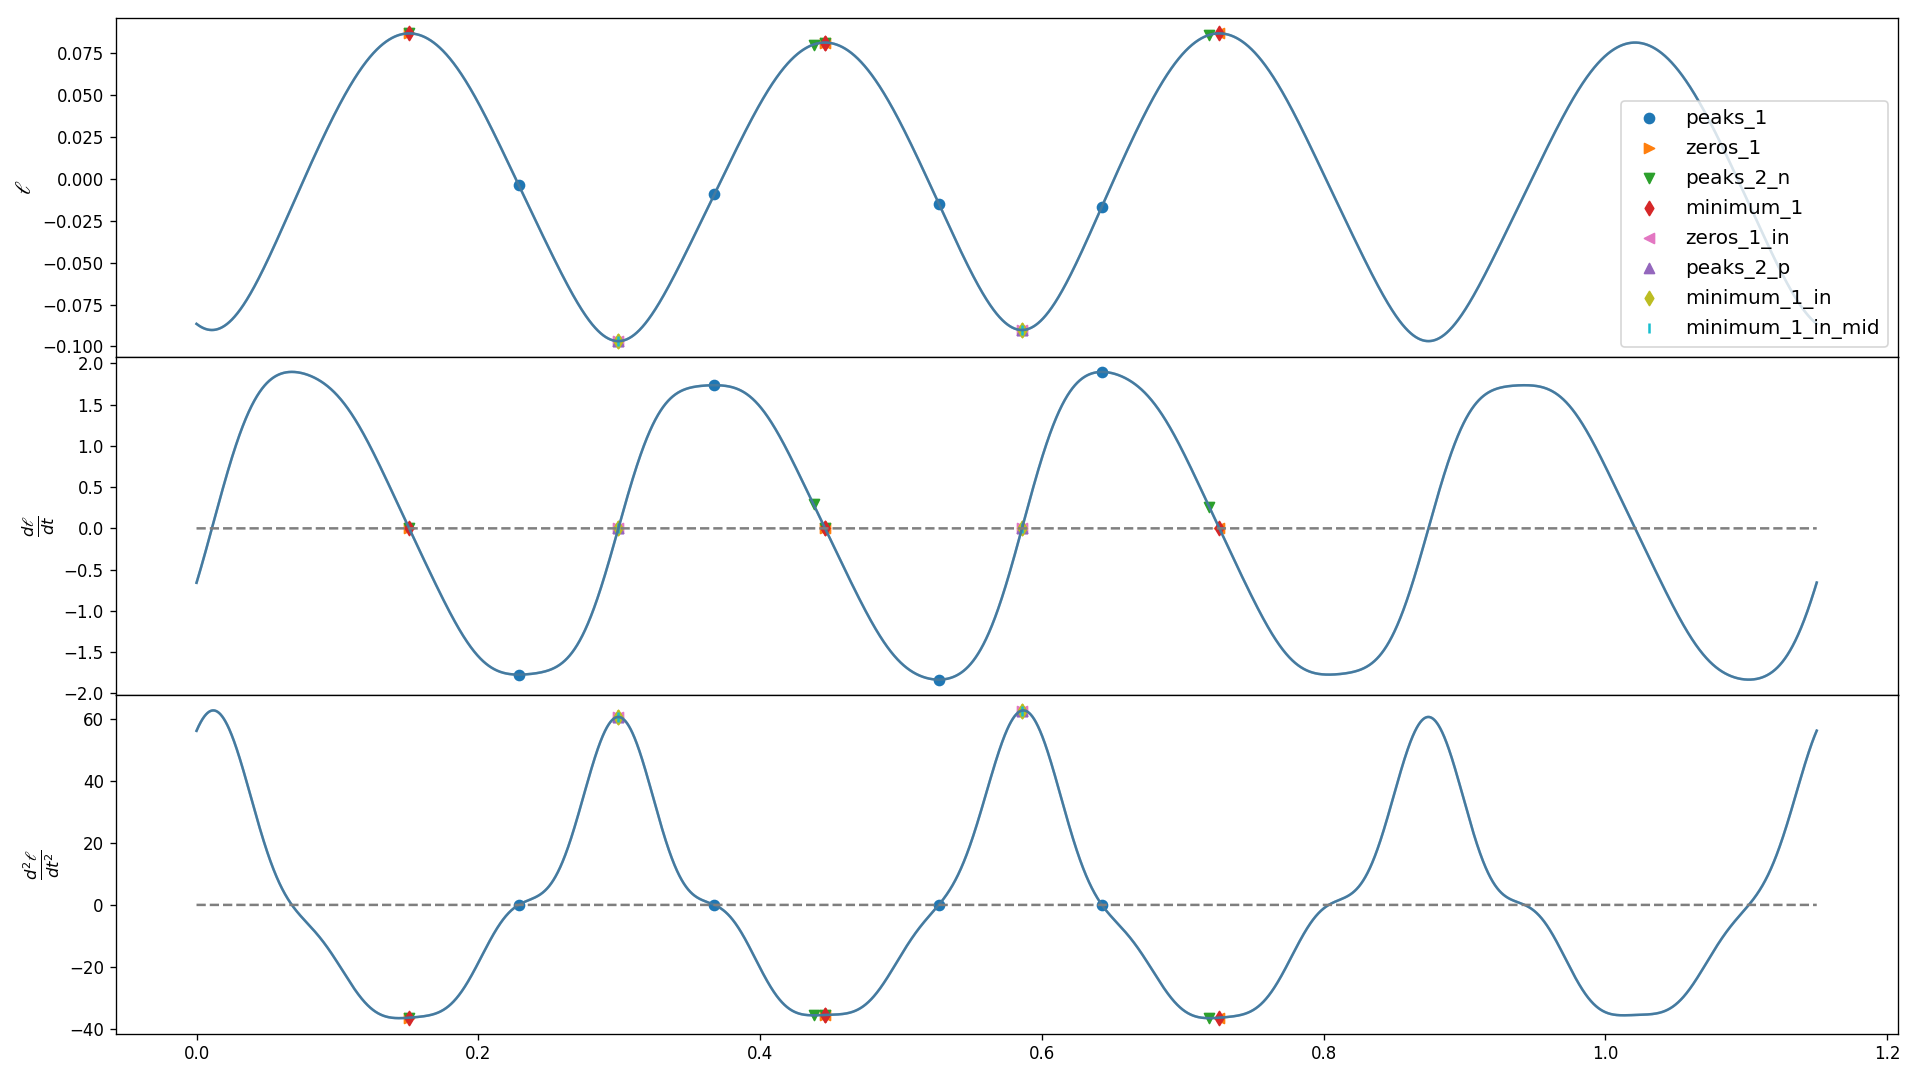 0.075
0.050
0.025
0.000
−0.025
−0.050
−0.075
−0.100
ℓ
peaks_1
zeros_1
peaks_2_n
minimum_1
zeros_1_in
peaks_2_p
minimum_1_in
minimum_1_in_mid
2.0
1.5
1.0
0.5
0.0
−0.5
−1.0
−1.5
−2.0
dℓ
dt
60
40
20
0
−20
−40
d²ℓ
dt²
0.0 0.2 0.4 0.6 0.8 1.0 1.2